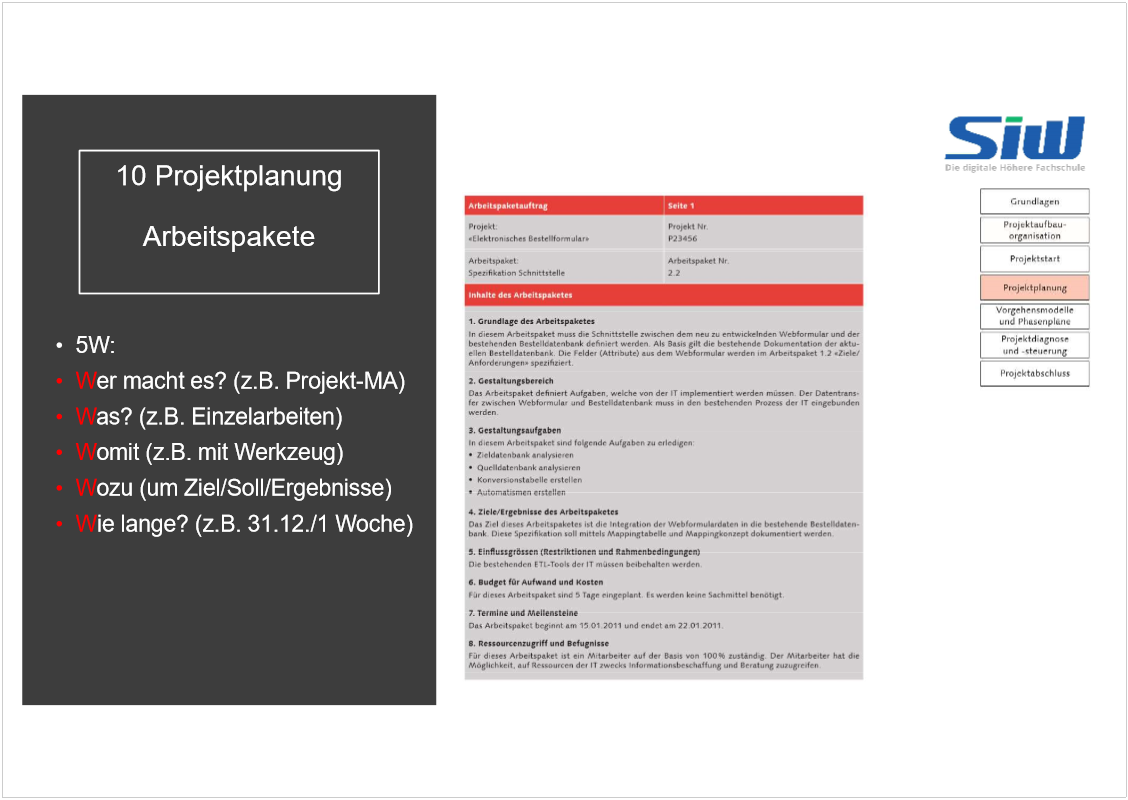 10 Projektplanung
Arbeitspakete
• 5W:
• Wer macht es? (z.B. Projekt-MA)
• Was? (z.B. Einzelarbeiten)
• Womit (z.B. mit Werkzeug)
• Wozu (um Ziel/Soll/Ergebnisse)
• Wie lange? (z.B. 31.12./1 Woche)
Arbeitspaketauftrag Seite 1
Projekt: Projekt Nr.
«Elektronisches Bestellformular» P23456
Arbeitspaket: Arbeitspaket Nr.
Spezifikation Schnittstelle 2.2
Inhalte des Arbeitspaketes
1. Grundlage des Arbeitspaketes
In diesem Arbeitspaket muss die Schnittstelle zwischen dem neu zu entwickelnden Webformular und der
bestehenden Bestelldatenbank definiert werden. Als Basis gilt die bestehende Dokumentation der aktu-
ellen Bestelldatenbank. Die Felder (Attribute) aus dem Webformular werden im Arbeitspaket 1.2 «Ziele/
Anforderungen» spezifiziert.
2. Gestaltungsbereich
Das Arbeitspaket definiert Aufgaben, welche von der IT implementiert werden müssen. Der Datentrans-
fer zwischen Webformular und Bestelldatenbank muss in den bestehenden Prozess der IT eingebunden
werden.
3. Gestaltungsaufgaben
In diesem Arbeitspaket sind folgende Aufgaben zu erledigen:
• Zieldatenbank analysieren
• Quelldatenbank analysieren
• Konversionstabelle erstellen
• Automatismen erstellen
4. Ziele/Ergebnisse des Arbeitspaketes
Das Ziel dieses Arbeitspaketes ist die Integration der Webformulardaten in die bestehende Bestelldaten-
bank. Diese Spezifikation soll mittels Mappingtabelle und Mappingkonzept dokumentiert werden.
5. Einflussgrössen (Restriktionen und Rahmenbedingungen)
Die bestehenden ETL-Tools der IT müssen beibehalten werden.
6. Budget für Aufwand und Kosten
Für dieses Arbeitspaket sind 5 Tage eingeplant. Es werden keine Sachmittel benötigt.
7. Termine und Meilensteine
Das Arbeitspaket beginnt am 15.01.2011 und endet am 22.01.2011.
8. Ressourcenzugriff und Befugnisse
Für dieses Arbeitspaket ist ein Mitarbeiter auf der Basis von 100% zuständig. Der Mitarbeiter hat die
Möglichkeit, auf Ressourcen der IT zwecks Informationsbeschaffung und Beratung zuzugreifen.
Siw
Die digitale Höhere Fachschule
Grundlagen
Projektaufbau-
organisation
Projektstart
Projektplanung
Vorgehensmodelle
und Phasenpläne
Projektdiagnose
und -steuerung
Projektabschluss